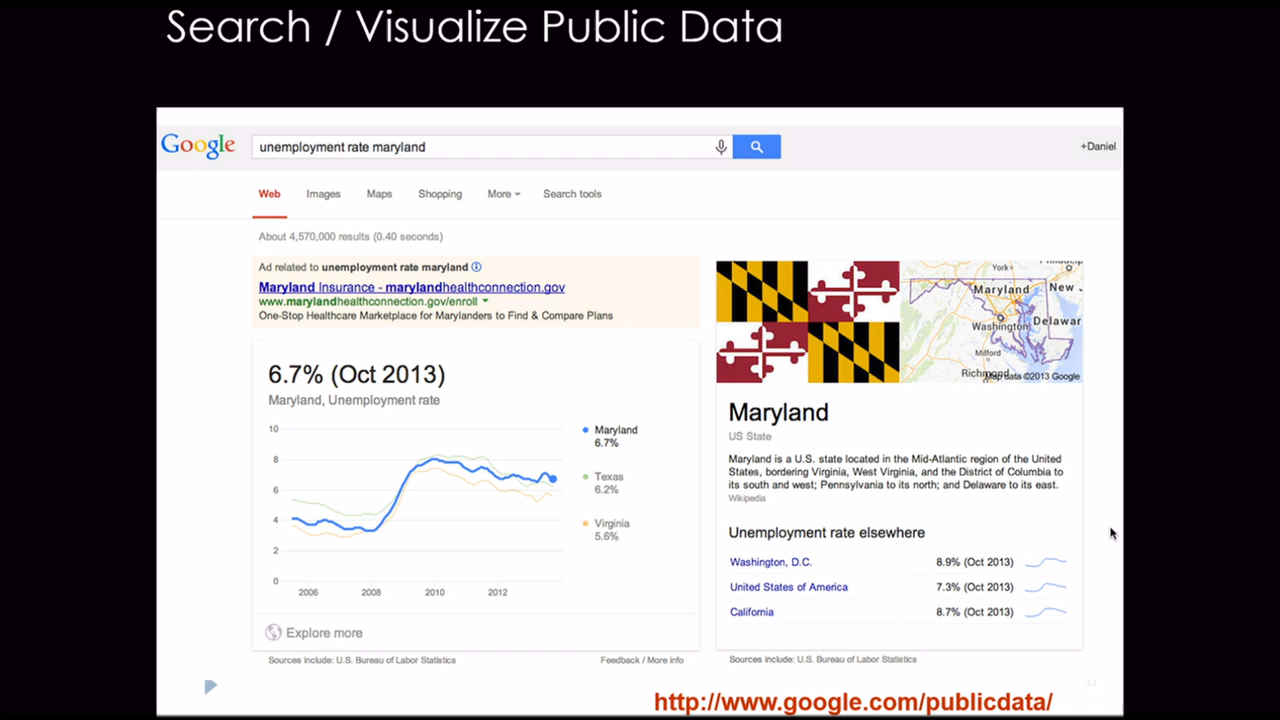 Search / Visualize Public Data
Google
unemployment rate maryland
+Daniel
Web Images Maps Shopping More Search tools
About 4,570,000 results (0.40 seconds)
Ad related to unemployment rate maryland
Maryland Insurance - marylandhealthconnection.gov
www.marylandhealthconnection.gov/enroll
One-Stop Healthcare Marketplace for Marylanders to Find & Compare Plans
6.7% (Oct 2013)
Maryland, Unemployment rate
10
8
6
4
2
0
2006 2008 2010 2012
Maryland
6.7%
Texas
6.2%
Virginia
5.6%
Explore more
Sources include: U.S. Bureau of Labor Statistics
Feedback / More info
York
Maryland
New
Washington
Delawar
Milford
Map data ©2013 Google
Maryland
US State
Maryland is a U.S. state located in the Mid-Atlantic region of the United
States, bordering Virginia, West Virginia, and the District of Columbia to
its south and west; Pennsylvania to its north; and Delaware to its east.
Wikipedia
Unemployment rate elsewhere
Washington, D.C. 8.9% (Oct 2013)
United States of America 7.3% (Oct 2013)
California 8.7% (Oct 2013)
Sources include: U.S. Bureau of Labor Statistics
http://www.google.com/publicdata/